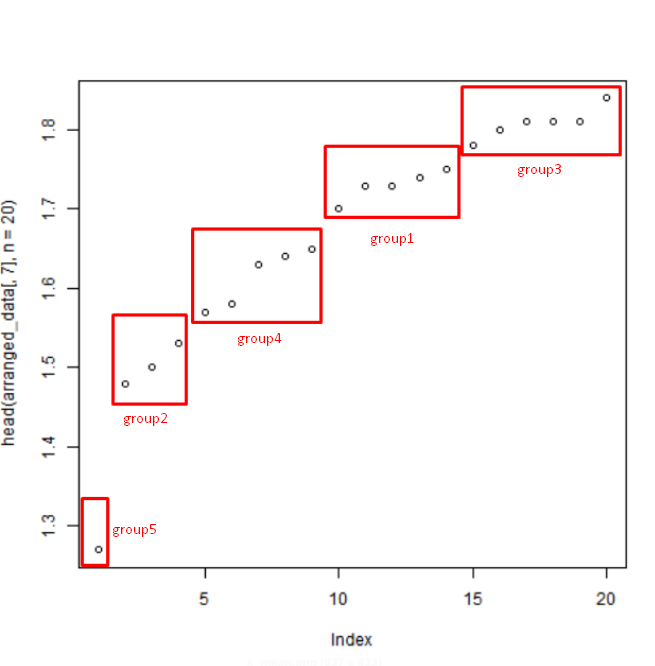 1.8
group3
1.7
group1
1.6
group4
1.5
group2
1.4
1.3
group5
head(arranged_data[, 7], n = 20)
5 10 15 20
Index